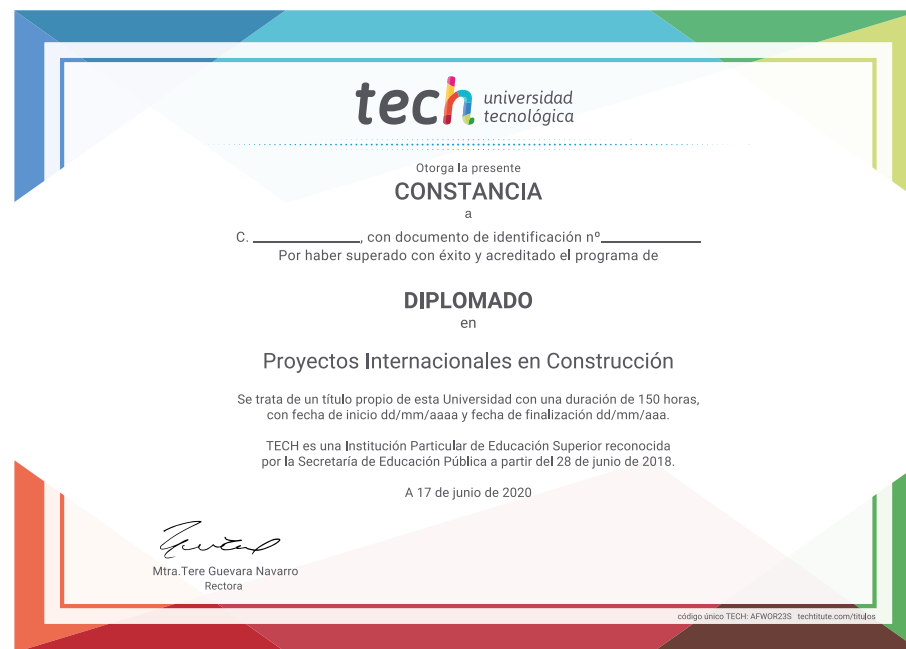 tech universidad
tecnológica
Otorga la presente
CONSTANCIA
a
C. ____________, con documento de identificación nº___________
Por haber superado con éxito y acreditado el programa de
DIPLOMADO
en
Proyectos Internacionales en Construcción
Se trata de un título propio de esta Universidad con una duración de 150 horas,
con fecha de inicio dd/mm/aaaa y fecha de finalización dd/mm/aaa.
TECH es una Institución Particular de Educación Superior reconocida
por la Secretaría de Educación Pública a partir del 28 de junio de 2018.
A 17 de junio de 2020
Mtra.Tere Guevara Navarro
Rectora
código único TECH: AFWOR23S techtitute.com/titulos